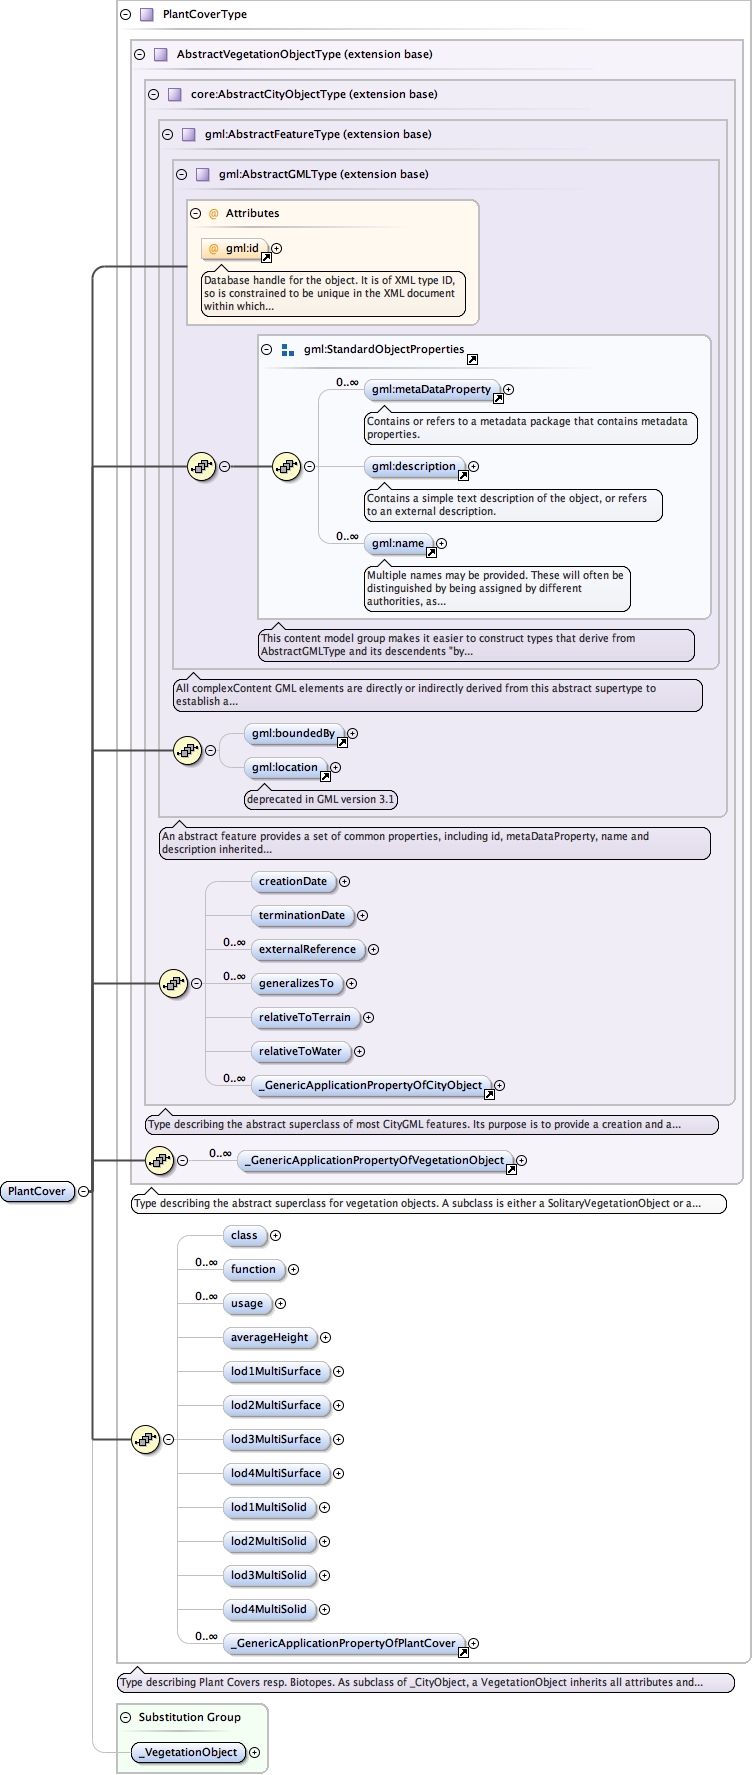 PlantCoverType
AbstractVegetationObjectType (extension base)
core:AbstractCityObjectType (extension base)
gml:AbstractFeatureType (extension base)
gml:AbstractGMLType (extension base)
@ Attributes
@ gml:id
Database handle for the object. It is of XML type ID,
so is constrained to be unique in the XML document
within which...
gml:StandardObjectProperties
0..∞
gml:metaDataProperty
Contains or refers to a metadata package that contains metadata
properties.
gml:description
Contains a simple text description of the object, or refers
to an external description.
0..∞
gml:name
Multiple names may be provided. These will often be
distinguished by being assigned by different
authorities, as...
This content model group makes it easier to construct types that derive from
AbstractGMLType and its descendents "by...
All complexContent GML elements are directly or indirectly derived from this abstract supertype to
establish a...
gml:boundedBy
gml:location
deprecated in GML version 3.1
An abstract feature provides a set of common properties, including id, metaDataProperty, name and
description inherited...
creationDate
terminationDate
0..∞
externalReference
0..∞
generalizesTo
relativeToTerrain
relativeToWater
0..∞
_GenericApplicationPropertyOfCityObject
Type describing the abstract superclass of most CityGML features. Its purpose is to provide a creation and a...
0..∞
_GenericApplicationPropertyOfVegetationObject
PlantCover
Type describing the abstract superclass for vegetation objects. A subclass is either a SolitaryVegetationObject or a...
class
0..∞
function
0..∞
usage
averageHeight
lod1MultiSurface
lod2MultiSurface
lod3MultiSurface
lod4MultiSurface
lod1MultiSolid
lod2MultiSolid
lod3MultiSolid
lod4MultiSolid
0..∞
_GenericApplicationPropertyOfPlantCover
Type describing Plant Covers resp. Biotopes. As subclass of _CityObject, a VegetationObject inherits all attributes and...
Substitution Group
_VegetationObject